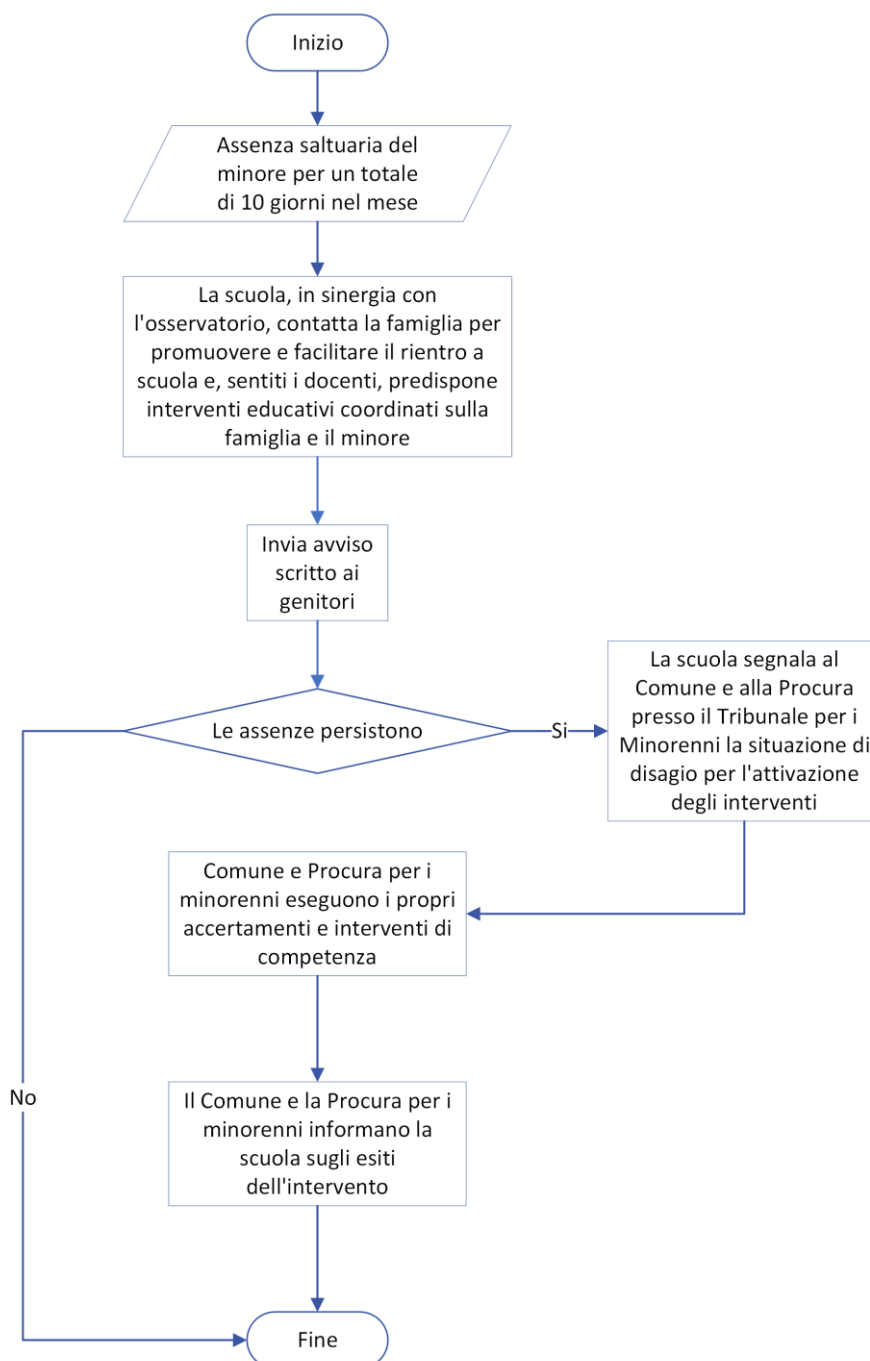 Inizio
Assenza saltuaria del
minore per un totale
di 10 giorni nel mese
La scuola, in sinergia con
l'osservatorio, contatta la famiglia per
promuovere e facilitare il rientro a
scuola e, sentiti i docenti, predispone
interventi educativi coordinati sulla
famiglia e il minore
Invia avviso
scritto ai
genitori
Le assenze persistono
Si
La scuola segnala al
Comune e alla Procura
presso il Tribunale per i
Minorenni la situazione di
disagio per l'attivazione
degli interventi
Comune e Procura per i
minorenni eseguono i propri
accertamenti e interventi di
competenza
No
Il Comune e la Procura per i
minorenni informano la
scuola sugli esiti
dell'intervento
Fine